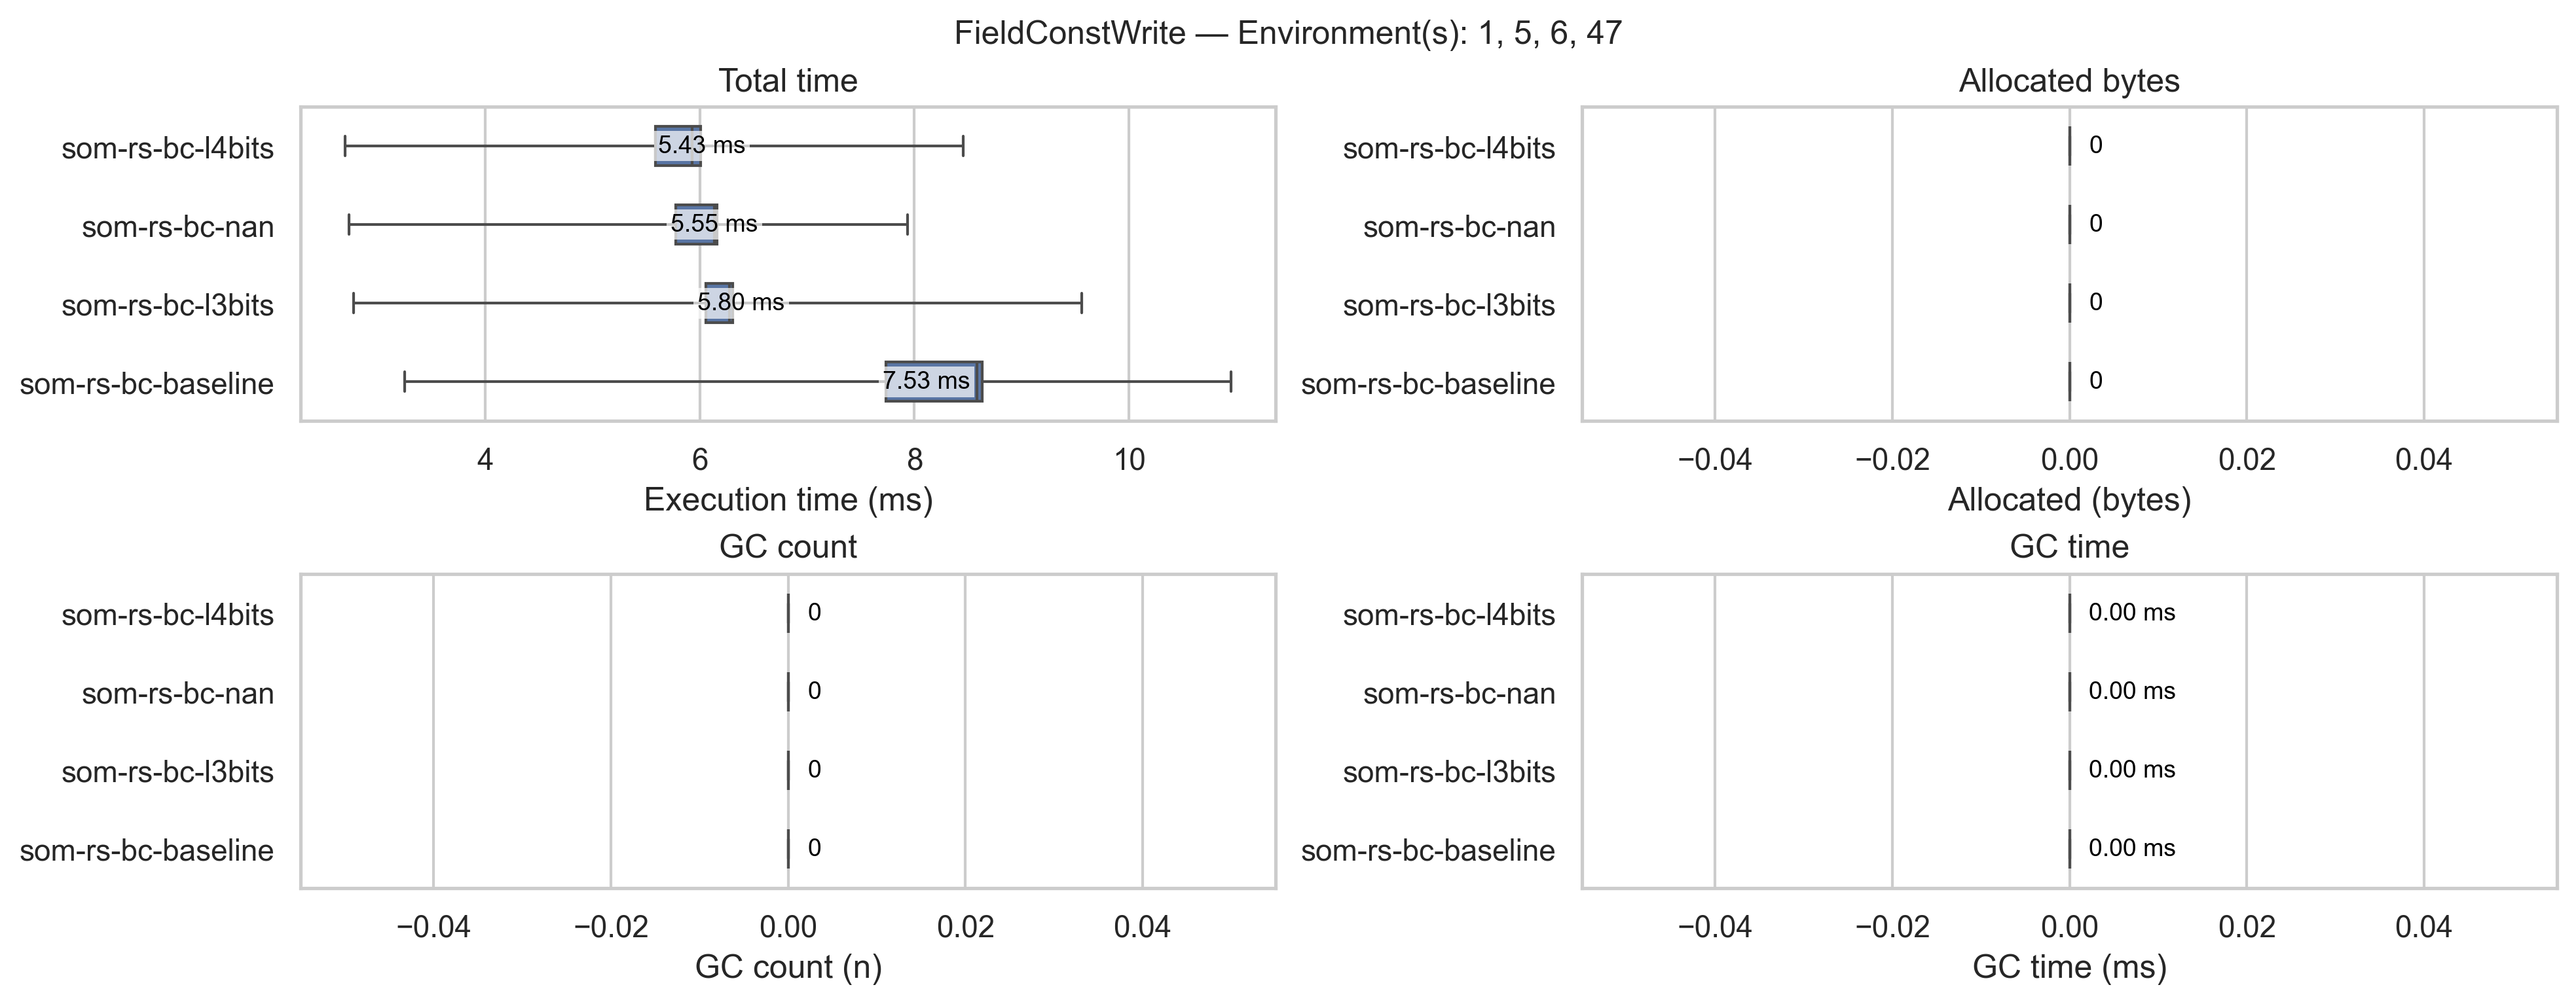 FieldConstWrite — Environment(s): 1, 5, 6, 47
Total time
som-rs-bc-l4bits
5.43 ms
som-rs-bc-nan
5.55 ms
som-rs-bc-l3bits
5.80 ms
som-rs-bc-baseline
7.53 ms
4 6 8 10
Execution time (ms)
Allocated bytes
som-rs-bc-l4bits
0
som-rs-bc-nan
0
som-rs-bc-l3bits
0
som-rs-bc-baseline
0
−0.04 −0.02 0.00 0.02 0.04
Allocated (bytes)
GC count
som-rs-bc-l4bits
0
som-rs-bc-nan
0
som-rs-bc-l3bits
0
som-rs-bc-baseline
0
−0.04 −0.02 0.00 0.02 0.04
GC count (n)
GC time
som-rs-bc-l4bits
0.00 ms
som-rs-bc-nan
0.00 ms
som-rs-bc-l3bits
0.00 ms
som-rs-bc-baseline
0.00 ms
−0.04 −0.02 0.00 0.02 0.04
GC time (ms)